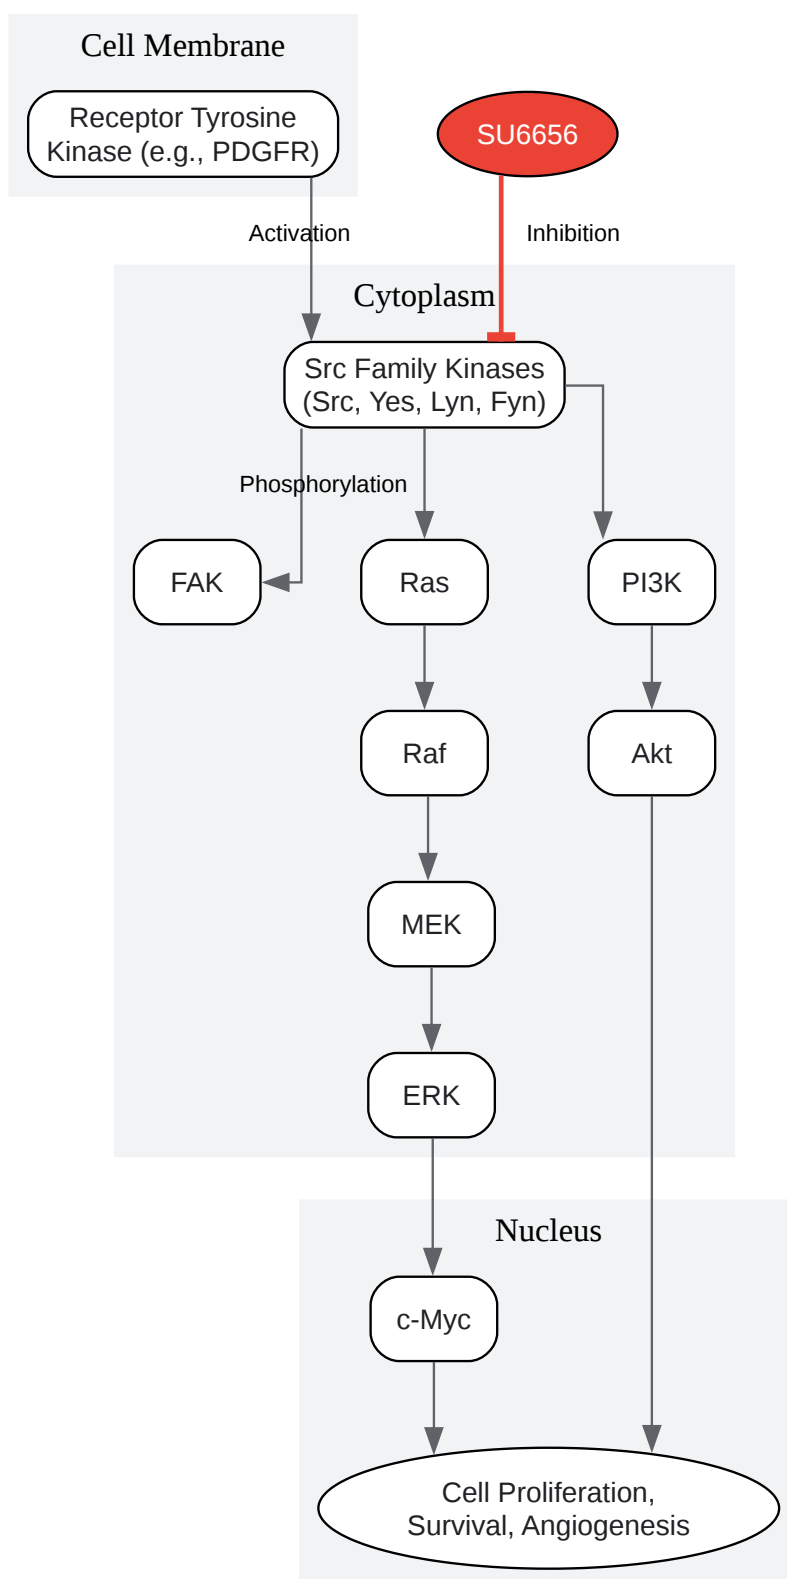 Cell Membrane
Receptor Tyrosine
Kinase (e.g., PDGFR)
SU6656
Activation
Inhibition
Cytoplasm
Src Family Kinases
(Src, Yes, Lyn, Fyn)
Phosphorylation
FAK
Ras
PI3K
Raf
Akt
MEK
ERK
Nucleus
c-Myc
Cell Proliferation,
Survival, Angiogenesis